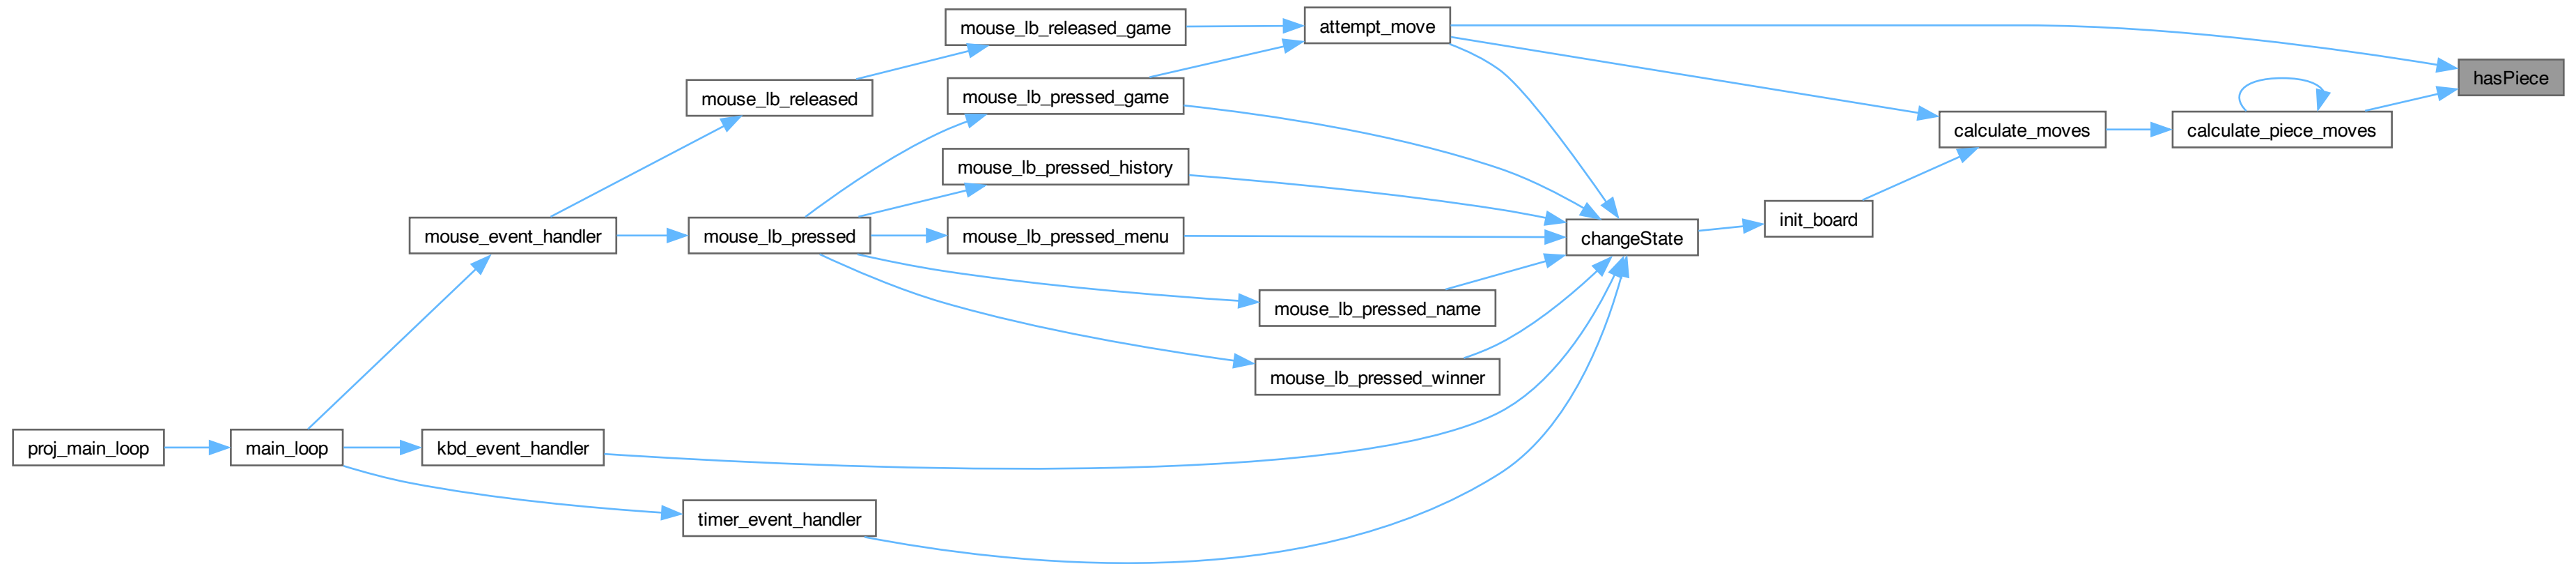 mouse_lb_released_game
attempt_move
hasPiece
mouse_lb_released
mouse_lb_pressed_game
calculate_moves
calculate_piece_moves
mouse_lb_pressed_history
mouse_event_handler
mouse_lb_pressed
mouse_lb_pressed_menu
changeState
init_board
mouse_lb_pressed_name
mouse_lb_pressed_winner
proj_main_loop
main_loop
kbd_event_handler
timer_event_handler